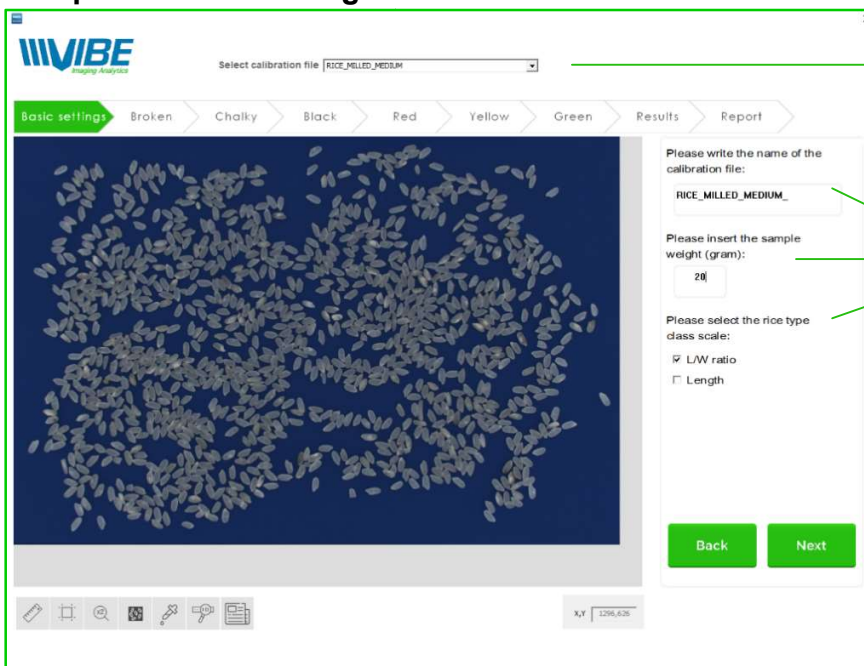 VIBE
Imaging Analytics
Select calibration file RICE_MILLED_MEDIUM
Basic settings Broken Chalky Black Red Yellow Green Results Report
Please write the name of the
calibration file:
RICE_MILLED_MEDIUM_
Please insert the sample
weight (gram):
20
Please select the rice type
class scale:
L/W ratio
Length
Back Next
X,Y 1296,626